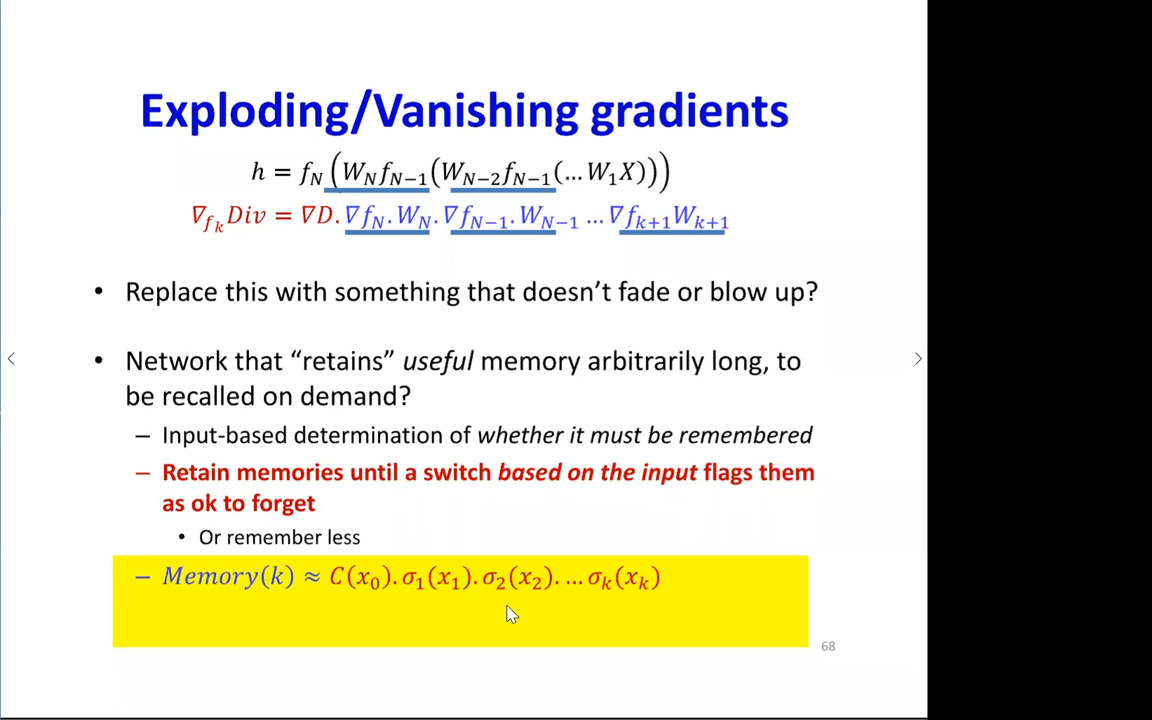 Exploding/Vanishing gradients
h = f_N (W_N f_{N−1}(W_{N−2} f_{N−1}(…W_1 X)))
∇_{f_k} Div = ∇D. ∇f_N. W_N. ∇f_{N−1}. W_{N−1} … ∇f_{k+1} W_{k+1}
• Replace this with something that doesn’t fade or blow up?
• Network that “retains” useful memory arbitrarily long, to
be recalled on demand?
– Input-based determination of whether it must be remembered
– Retain memories until a switch based on the input flags them
as ok to forget
• Or remember less
– Memory(k) ≈ C(x_0). σ_1(x_1). σ_2(x_2). … σ_k(x_k)
68